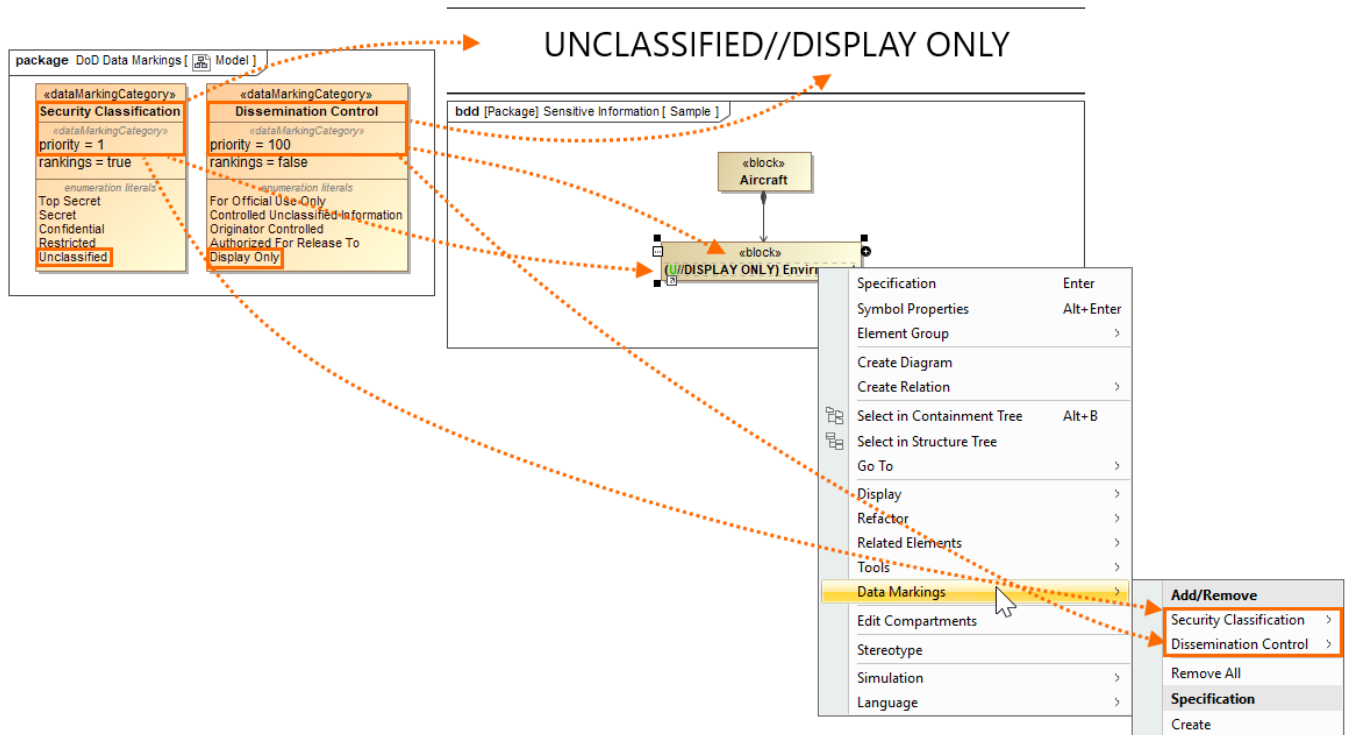 UNCLASSIFIED//DISPLAY ONLY
package DoD Data Markings [ Model ]
«dataMarkingCategory»
Security Classification
«dataMarkingCategory»
priority = 1
rankings = true
enumeration literals
Top Secret
Secret
Confidential
Restricted
Unclassified
«dataMarkingCategory»
Dissemination Control
«dataMarkingCategory»
priority = 100
rankings = false
enumeration literals
For Official Use Only
Controlled Unclassified Information
Originator Controlled
Authorized For Release To
Display Only
bdd [Package] Sensitive Information [ Sample ]
«block»
Aircraft
«block»
(U//DISPLAY ONLY)
Specification Enter
Symbol Properties Alt+Enter
Element Group
Create Diagram
Create Relation
Select in Containment Tree Alt+B
Select in Structure Tree
Go To
Display
Refactor
Related Elements
Tools
Data Markings
Edit Compartments
Stereotype
Simulation
Language
Add/Remove
Security Classification
Dissemination Control
Remove All
Specification
Create